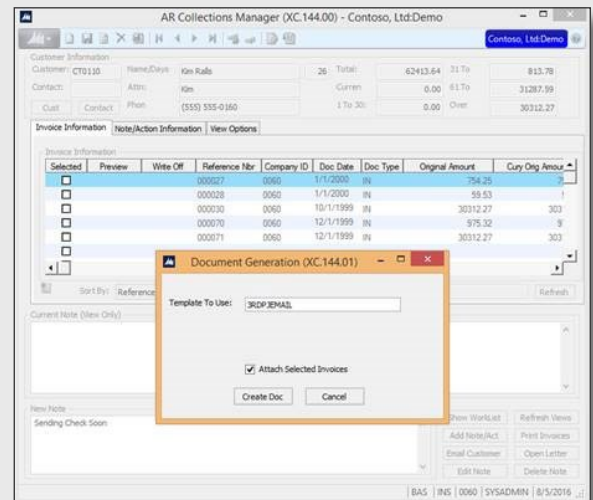 AR Collections Manager (XC.144.00) - Contoso, Ltd:Demo
Contoso, Ltd:Demo
Customer Information
Customer: CT0110 Name/Days Kim Ralls 26 Total: 62413.64 31 To 813.78
Contact: Attn: Kim Curren 0.00 61 To 31287.59
Cust Contact Phon (555) 555-0160 1 To 30: 0.00 Over 30312.27
Invoice Information Note/Action Information View Options
Invoice Information
Selected Preview Write Off Reference Nbr Company ID Doc Date Doc Type Original Amount Cury Orig Amour
000027 0060 1/1/2000 IN 754.25
000028 0060 1/1/2000 IN 59.53
000030 0060 10/1/1999 IN 30312.27 303
000070 0060 12/1/1999 IN 975.32 9
000071 0060 12/1/1999 IN 30312.27 303
Sort By: Reference Refresh
Document Generation (XC.144.01)
Template To Use: 3RDPJEMAIL
Attach Selected Invoices
Create Doc Cancel
Current Note (View Only)
New Note
Sending Check Soon
Show WorkList Refresh Views
Add Note/Act Print Invoices
Email Customer Open Letter
Edit Note Delete Note
BAS INS 0060 SYSADMIN 8/5/2016